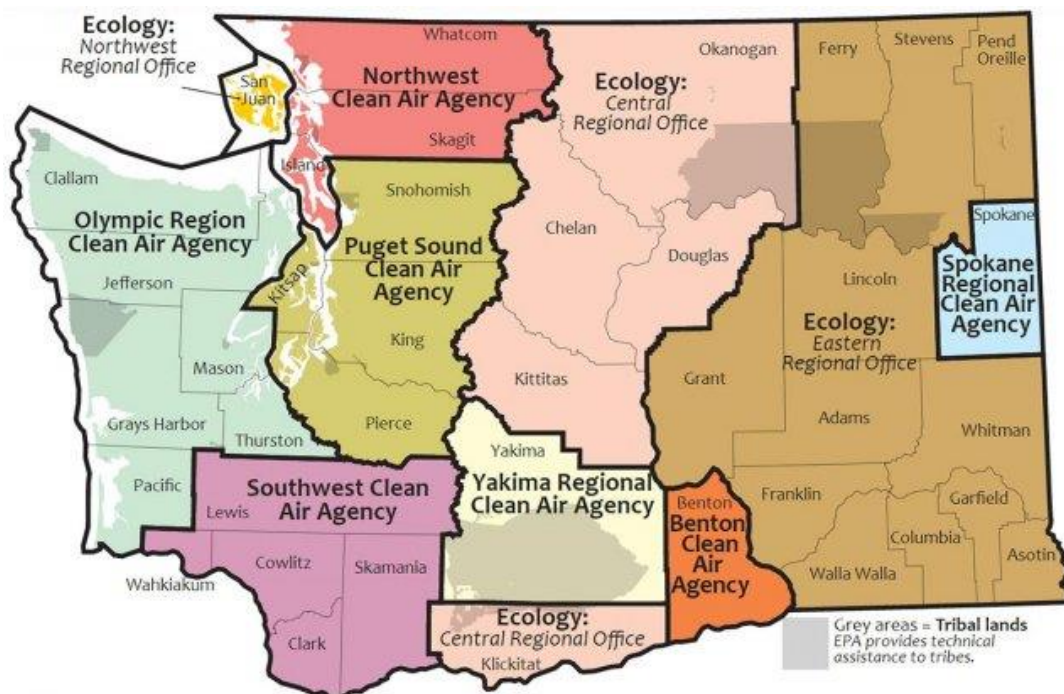 Ecology:
Northwest
Regional Office
San
Juan
Whatcom
Northwest
Clean Air Agency
Skagit
Island
Okanogan
Ecology:
Central
Regional Office
Chelan
Douglas
Kittitas
Ferry
Stevens
Pend
Oreille
Clallam
Olympic Region
Clean Air Agency
Jefferson
Mason
Grays Harbor
Thurston
Pacific
Snohomish
Puget Sound
Clean Air
Agency
Kitsap
King
Pierce
Spokane
Spokane
Regional
Clean Air
Agency
Lincoln
Ecology:
Eastern
Regional Office
Grant
Adams
Whitman
Franklin
Garfield
Columbia
Walla Walla
Asotin
Southwest Clean
Air Agency
Lewis
Cowlitz
Skamania
Wahkiakum
Clark
Yakima
Yakima Regional
Clean Air Agency
Benton
Benton
Clean
Air
Agency
Ecology:
Central Regional Office
Klickitat
Grey areas = Tribal lands
EPA provides technical
assistance to tribes.